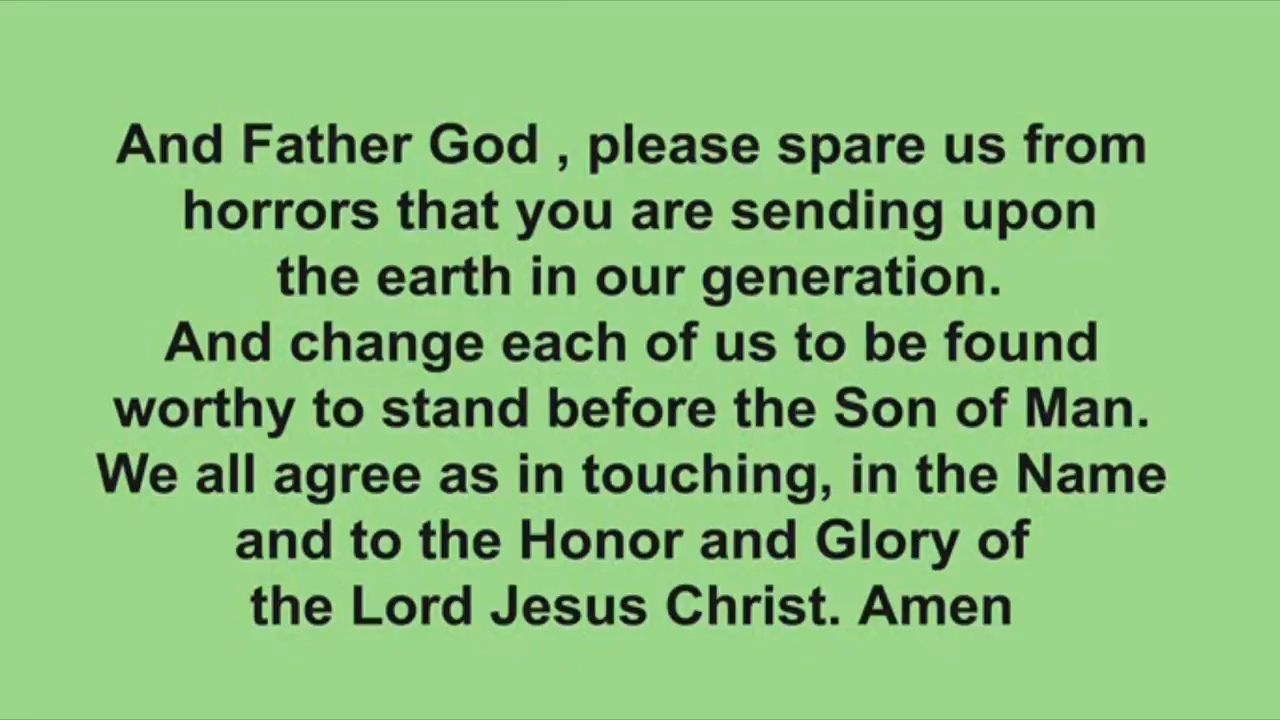 And Father God , please spare us from
horrors that you are sending upon
the earth in our generation.
And change each of us to be found
worthy to stand before the Son of Man.
We all agree as in touching, in the Name
and to the Honor and Glory of
the Lord Jesus Christ. Amen